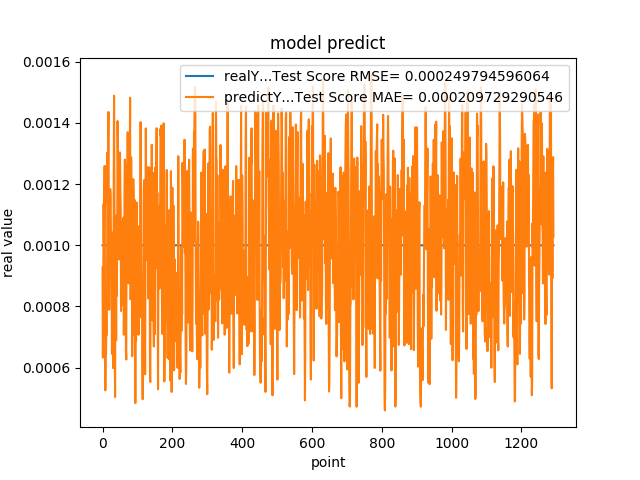 model predict
realY...Test Score RMSE= 0.000249794596064
predictY...Test Score MAE= 0.000209729290546
0.0016
0.0014
0.0012
0.0010
0.0008
0.0006
real value
0 200 400 600 800 1000 1200
point